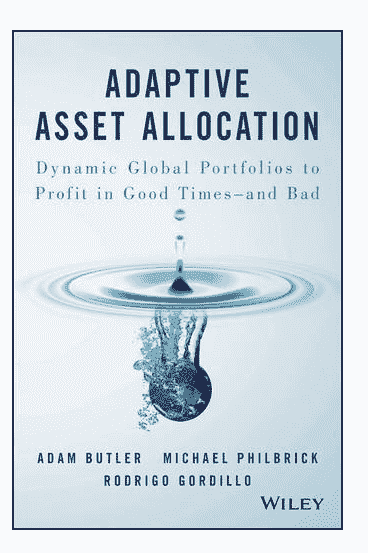 ADAPTIVE
ASSET ALLOCATION
Dynamic Global Portfolios to
Profit in Good Times–and Bad
ADAM BUTLER MICHAEL PHILBRICK
RODRIGO GORDILLO
WILEY